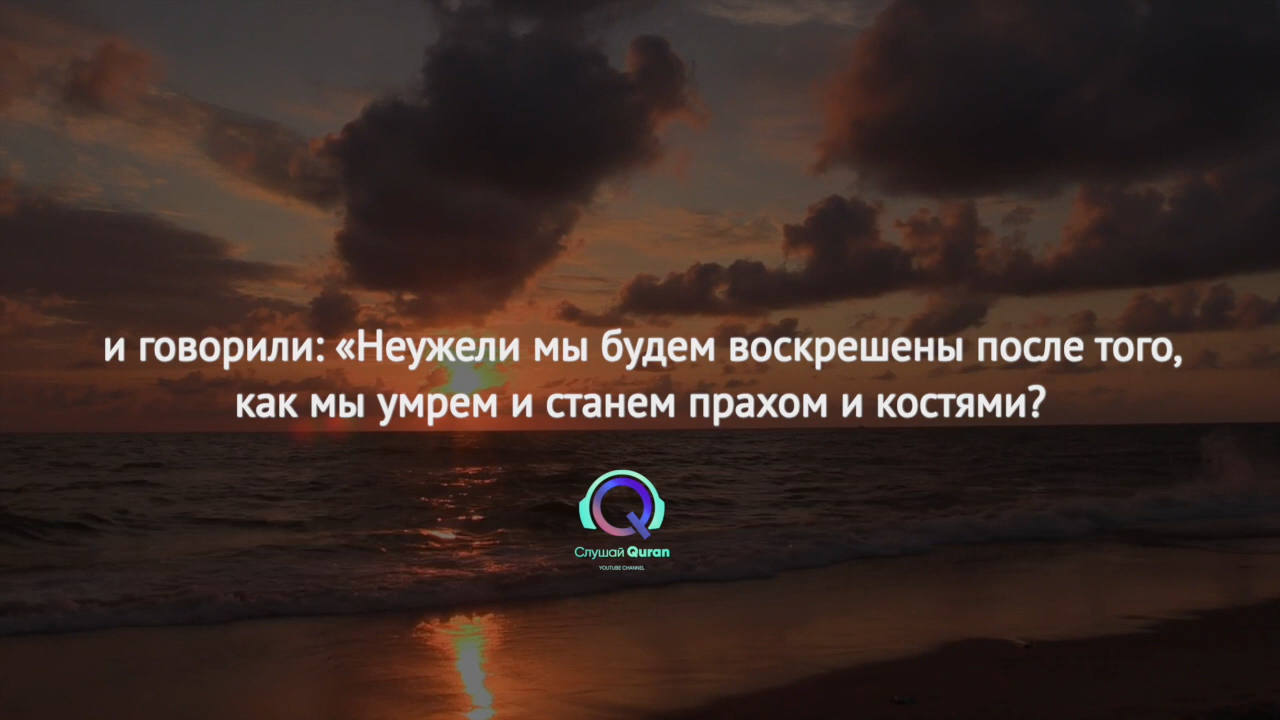 и говорили: «Неужели мы будем воскрешены после того,
как мы умрем и станем прахом и костями?
Слушай Quran
YOUTUBE CHANNEL